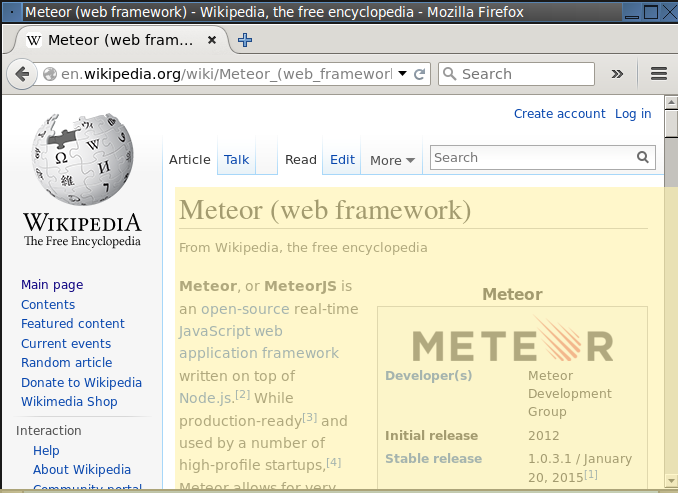 Meteor (web framework) - Wikipedia, the free encyclopedia - Mozilla Firefox
W Meteor (web fram...
en.wikipedia.org/wiki/Meteor_(web_framework
Search
Create account Log in
Article Talk Read Edit More Search
WIKIPEDIA
The Free Encyclopedia
Main page
Contents
Featured content
Current events
Random article
Donate to Wikipedia
Wikimedia Shop
Interaction
Help
About Wikipedia
Community portal
Meteor (web framework)
From Wikipedia, the free encyclopedia
Meteor, or MeteorJS is
an open-source real-time
JavaScript web
application framework
written on top of
Node.js.[2] While
production-ready[3] and
used by a number of
high-profile startups,[4]
Meteor allows for very
Meteor
METEOR
Developer(s) Meteor
Development
Group
Initial release 2012
Stable release 1.0.3.1 / January
20, 2015[1]